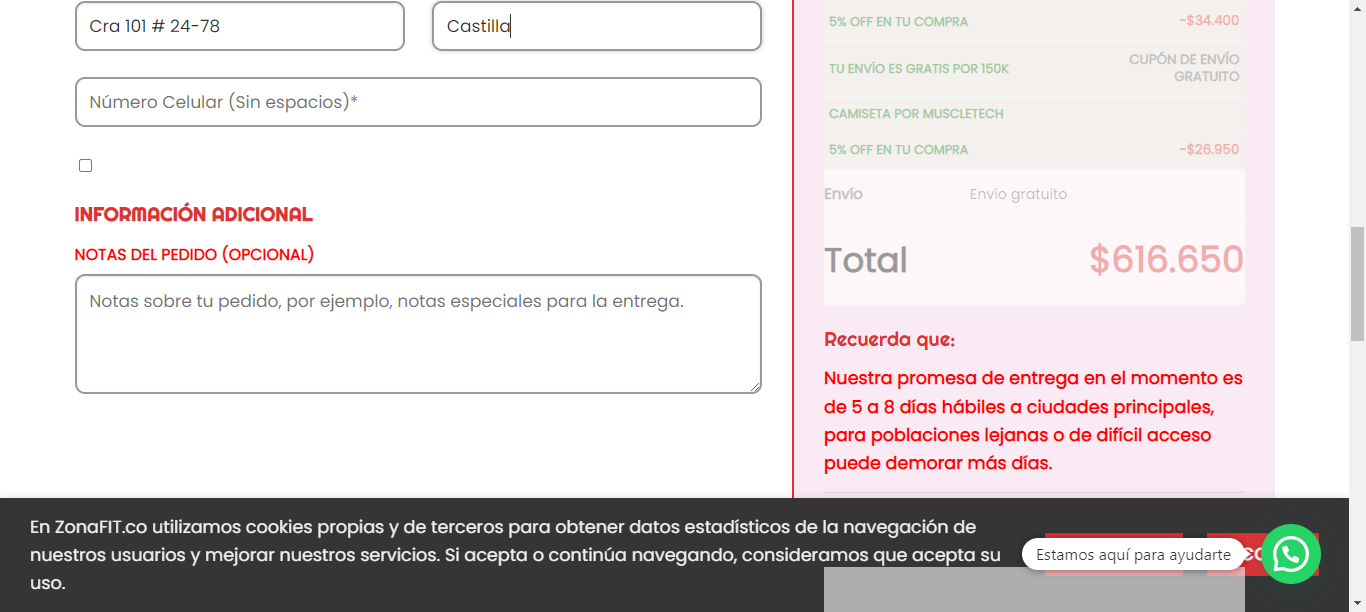 Cra 101 # 24-78
Castilla
Número Celular (Sin espacios)*
INFORMACIÓN ADICIONAL
NOTAS DEL PEDIDO (OPCIONAL)
Notas sobre tu pedido, por ejemplo, notas especiales para la entrega.
5% OFF EN TU COMPRA
-$34.400
TU ENVÍO ES GRATIS POR 150K
CUPÓN DE ENVÍO
GRATUITO
CAMISETA POR MUSCLETECH
5% OFF EN TU COMPRA
-$26.950
Envío
Envío gratuito
Total
$616.650
Recuerda que:
Nuestra promesa de entrega en el momento es
de 5 a 8 días hábiles a ciudades principales,
para poblaciones lejanas o de difícil acceso
puede demorar más días.
En ZonaFIT.co utilizamos cookies propias y de terceros para obtener datos estadísticos de la navegación de
nuestros usuarios y mejorar nuestros servicios. Si acepta o continúa navegando, consideramos que acepta su
uso.
Estamos aquí para ayudarte